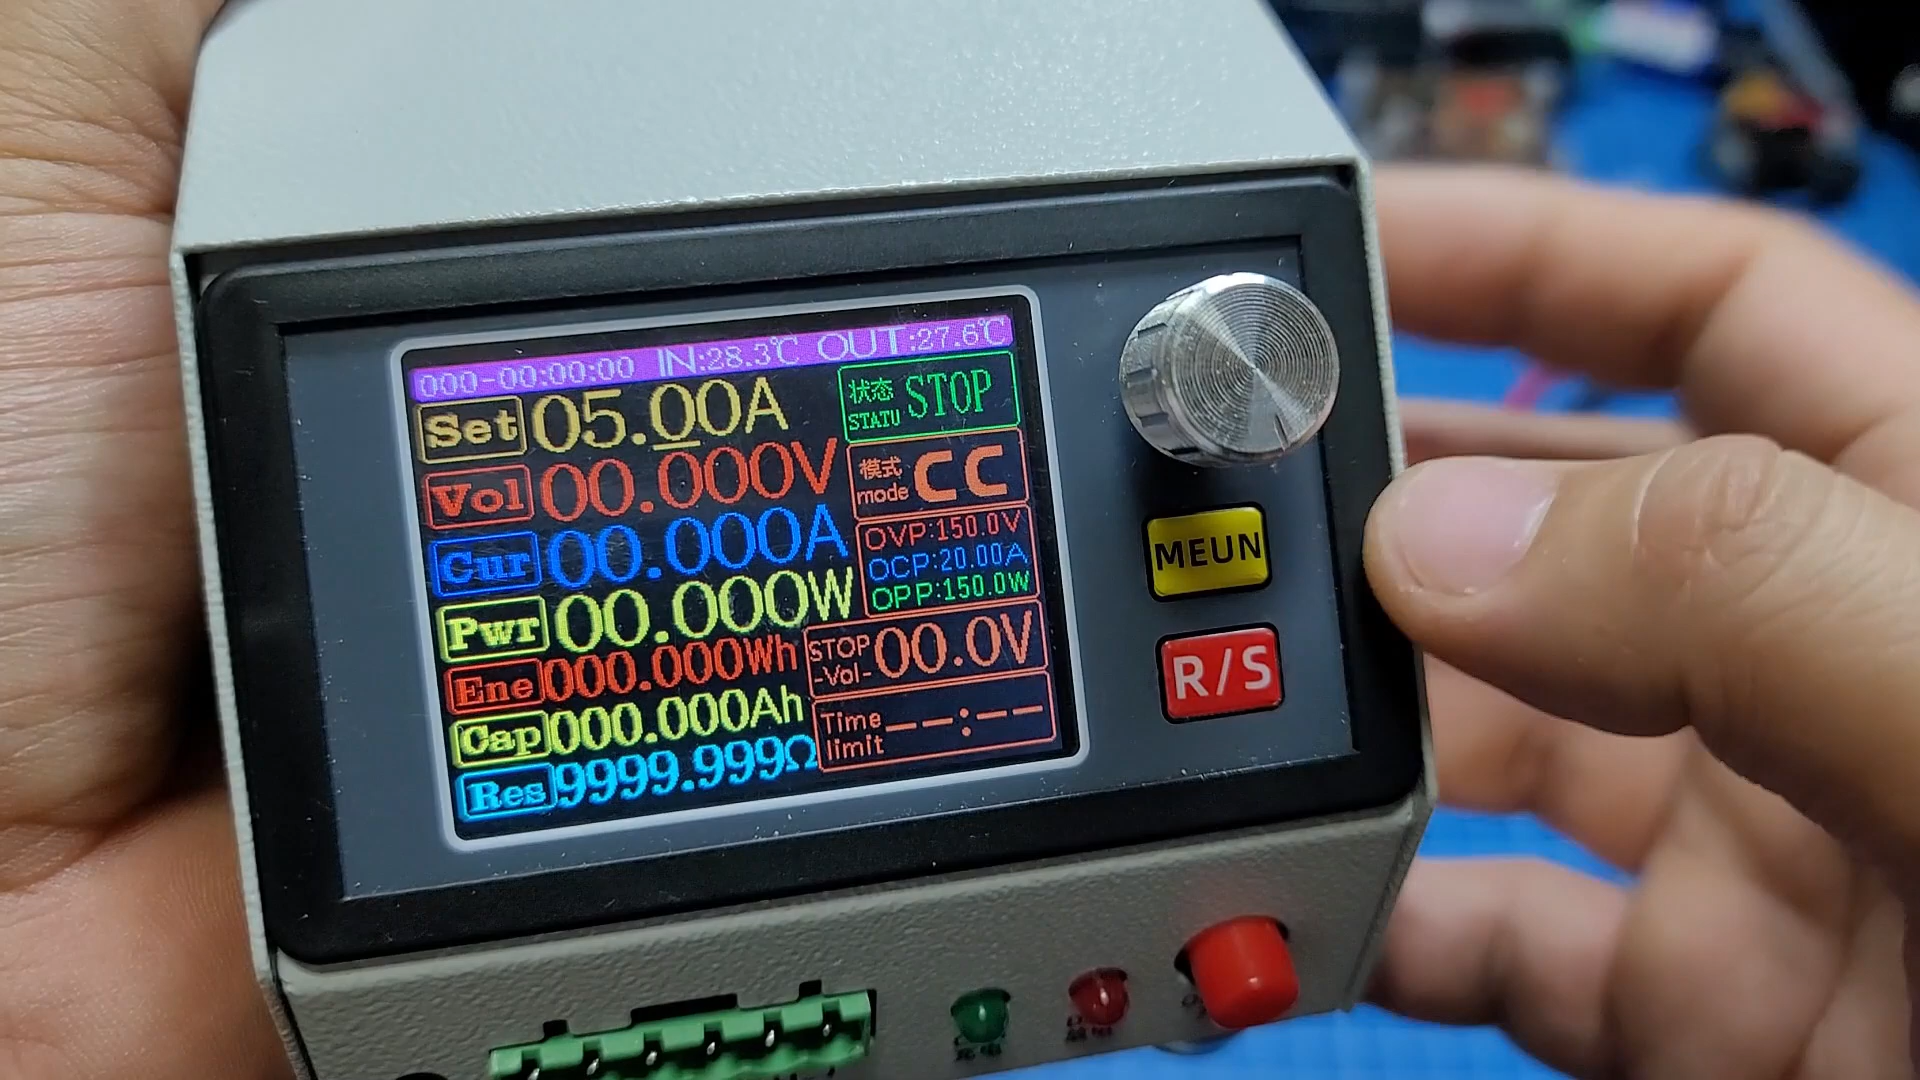 000-00:00:00 IN:28.3℃ OUT:27.6℃
Set 05.00A
Vol 00.000V
Cur 00.000A
Pwr 00.000W
Ene 000.000Wh
Cap 000.000Ah
Res 9999.999Ω
状态
STATU STOP
模式
mode CC
OVP:150.0V
OCP:20.00A
OPP:150.0W
STOP
-Vol- 00.0V
Time
limit --:--
MEUN
R/S